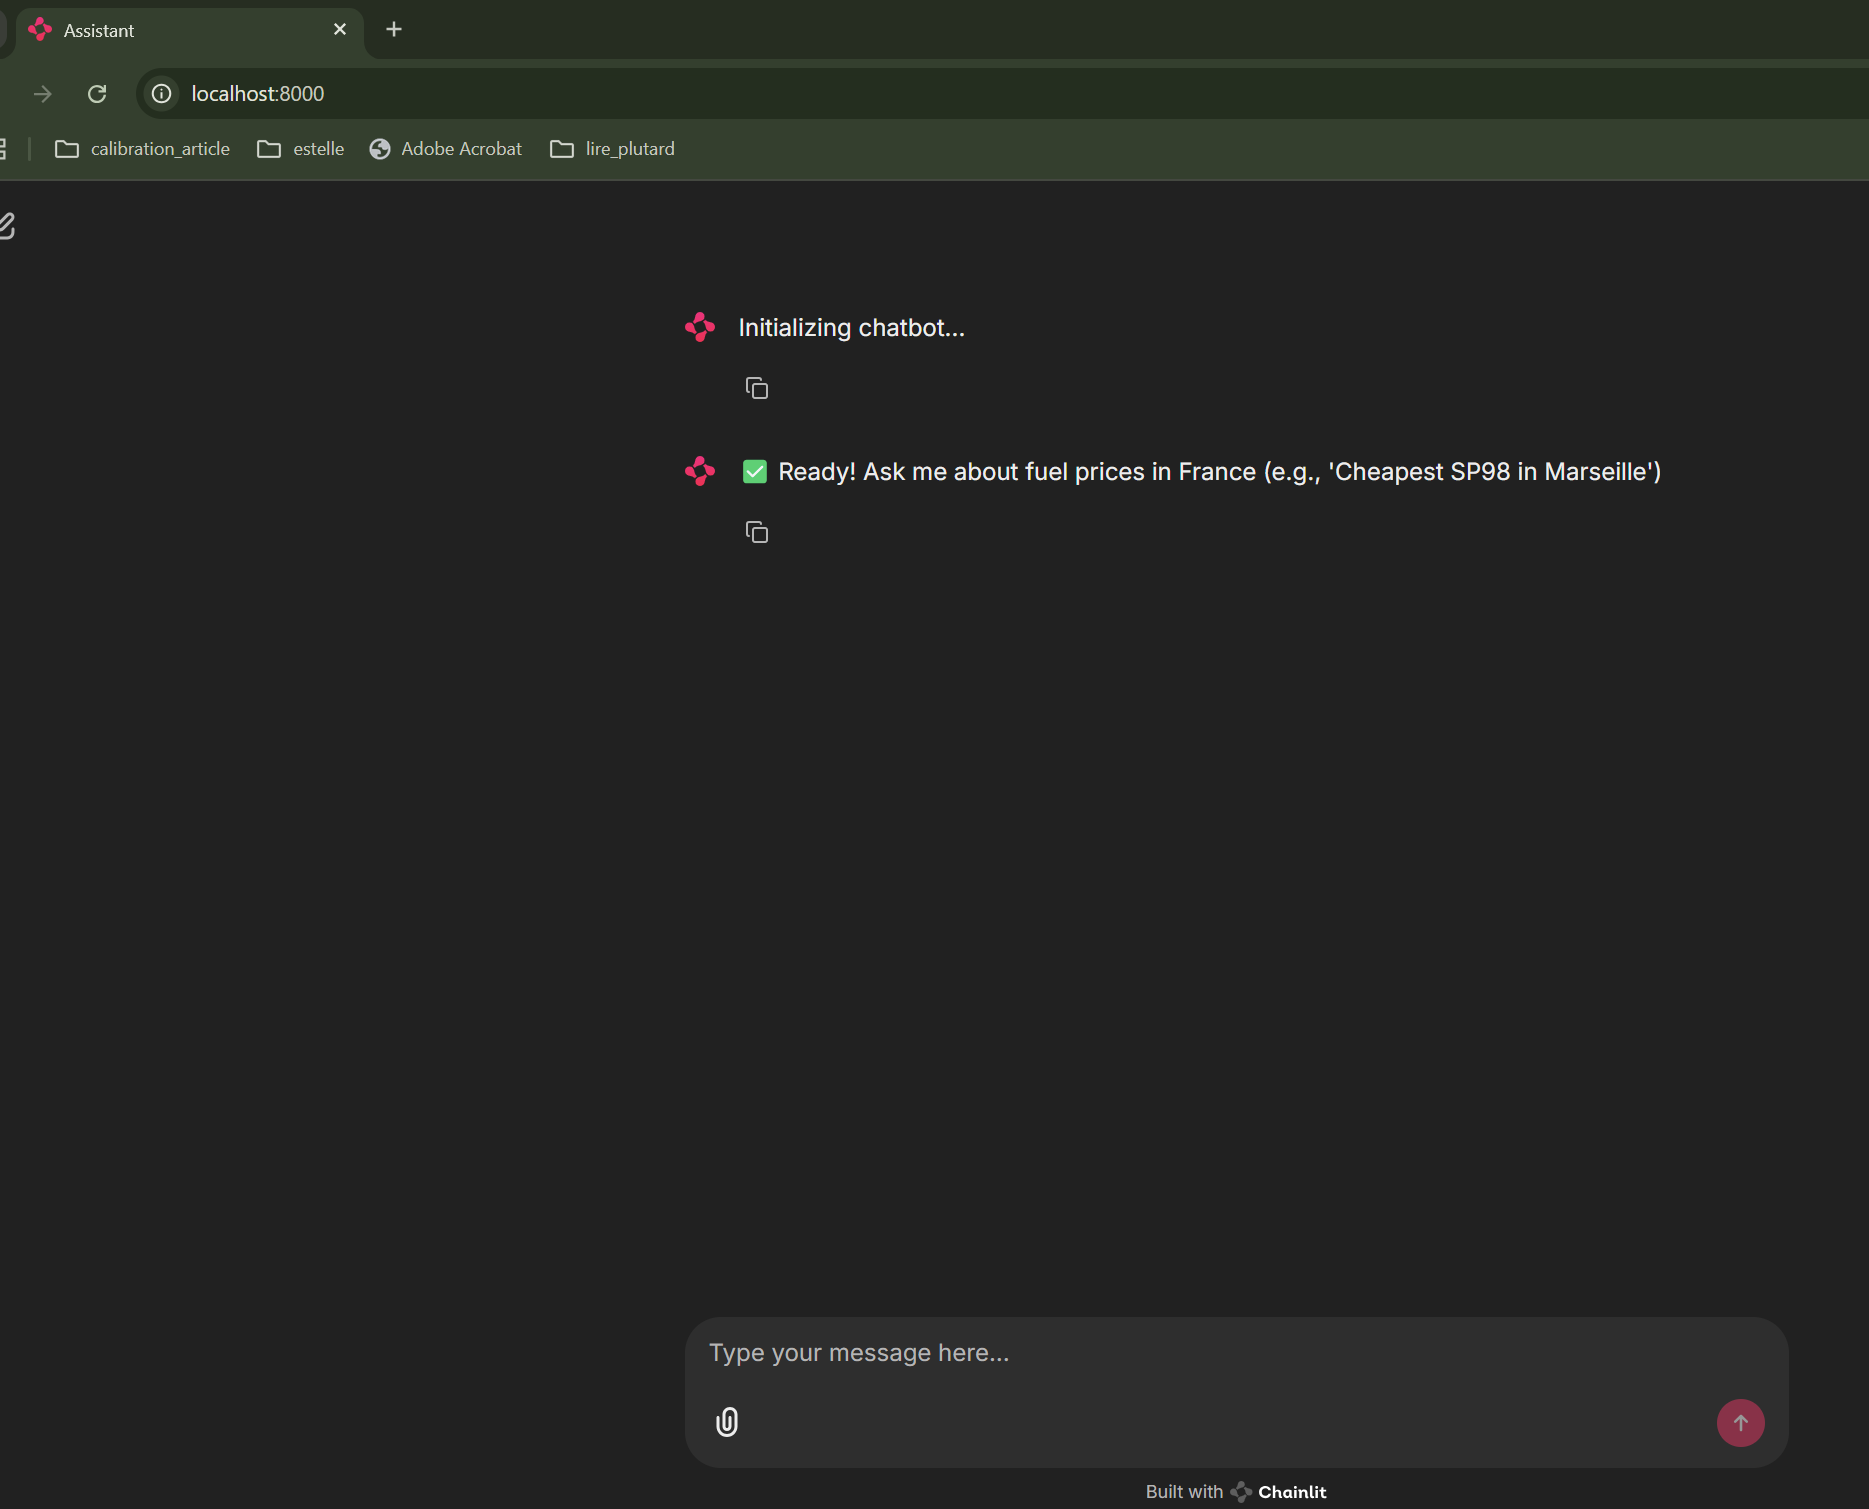 Assistant
localhost:8000
calibration_article estelle Adobe Acrobat lire_plutard
Initializing chatbot...
✅ Ready! Ask me about fuel prices in France (e.g., 'Cheapest SP98 in Marseille')
Type your message here...
Built with Chainlit